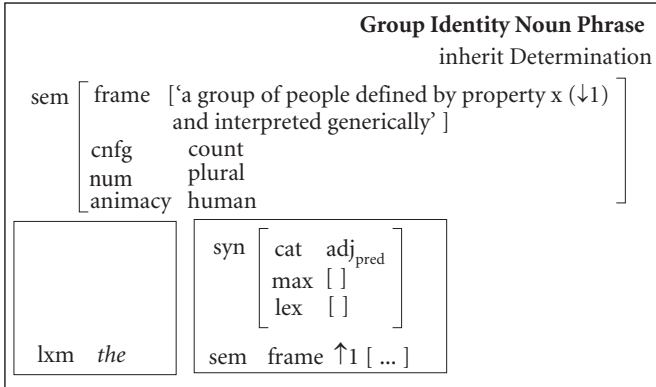 Group Identity Noun Phrase
inherit Determination
sem [ frame [‘a group of people defined by property x (↓1)
and interpreted generically’ ]
cnfg count
num plural
animacy human ]
lxm the
syn [ cat adj_pred
max [ ]
lex [ ] ]
sem frame ↑1 [ ... ]